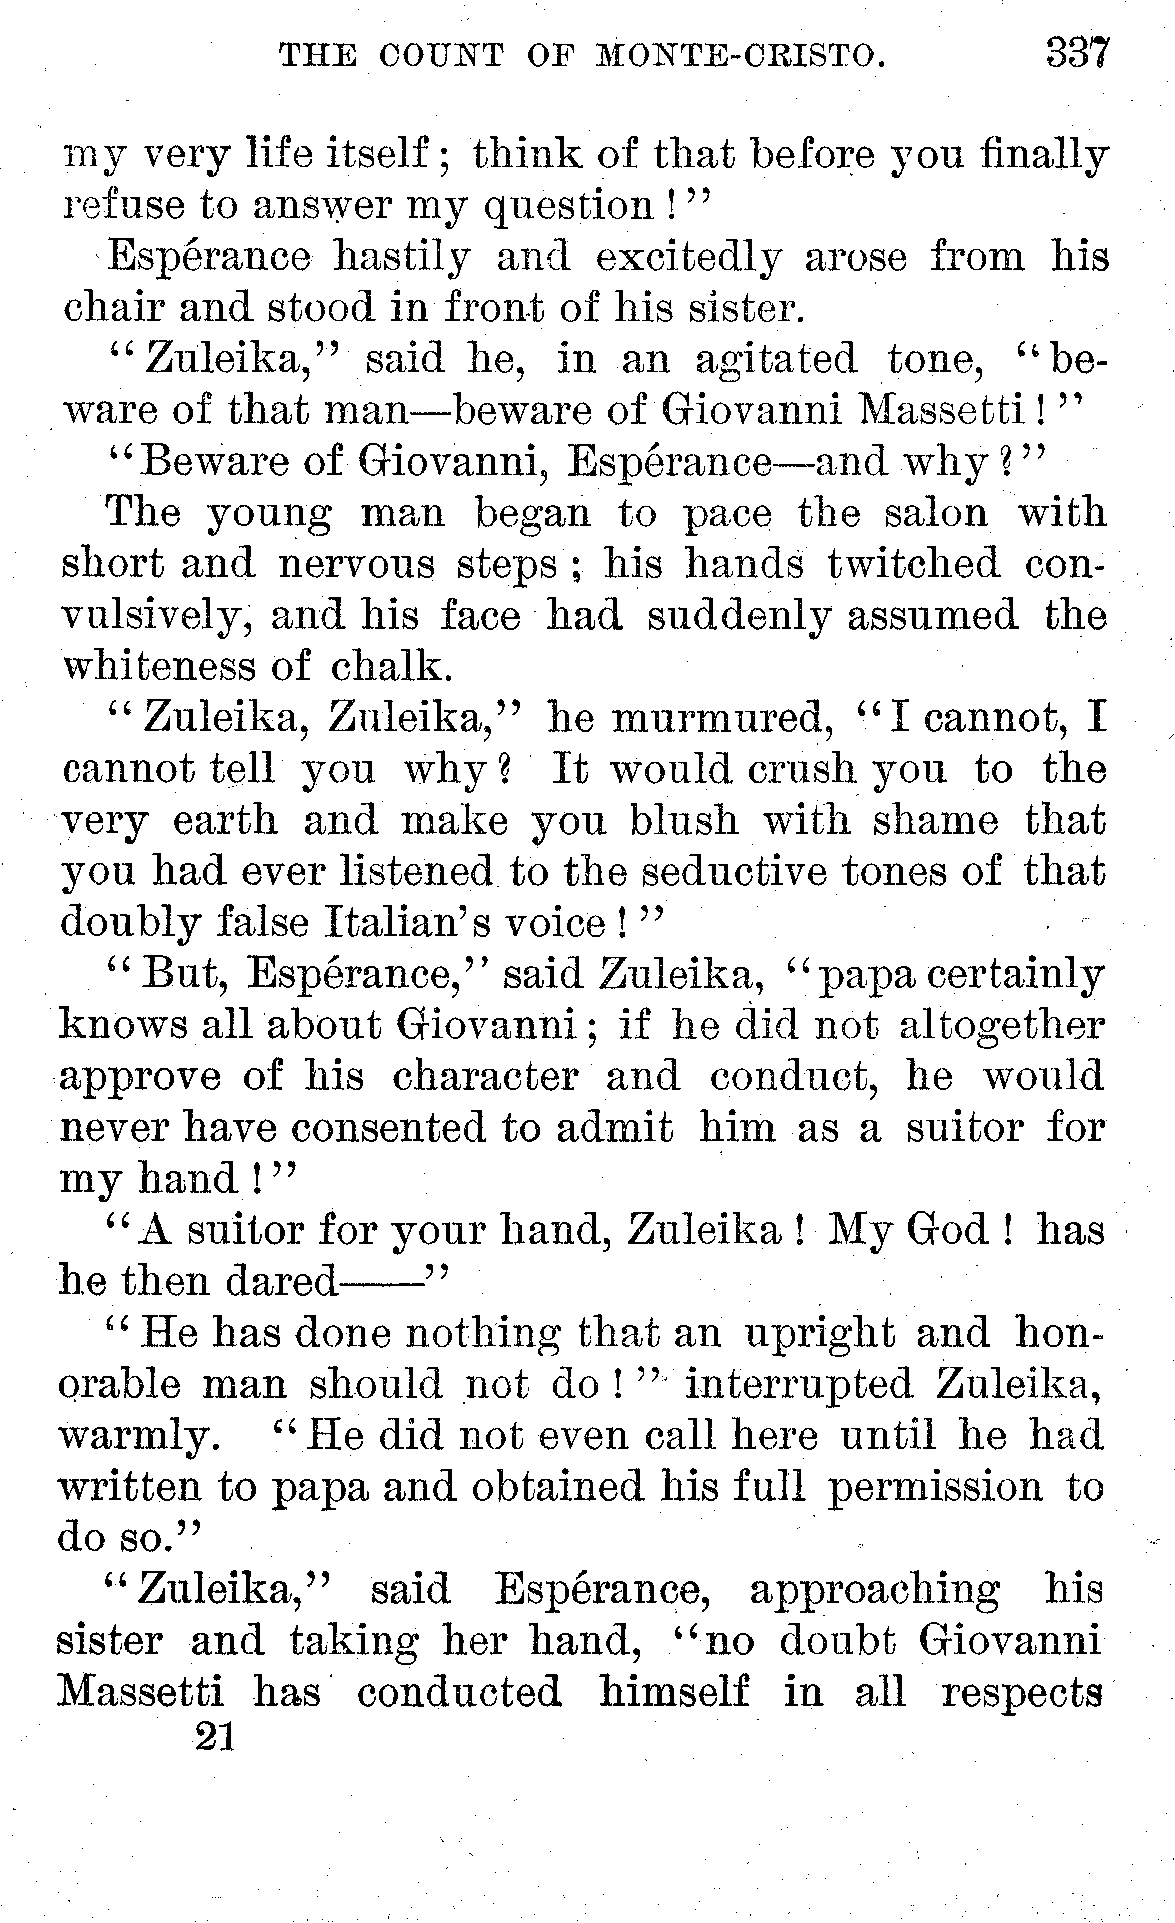 THE COUNT OF MONTE-CRISTO. 337
my very life itself; think of that before you finally
refuse to answer my question!"
Espérance hastily and excitedly arose from his
chair and stood in front of his sister.
"Zuleika," said he, in an agitated tone, "be-
ware of that man—beware of Giovanni Massetti!"
"Beware of Giovanni, Espérance—and why?"
The young man began to pace the salon with
short and nervous steps; his hands twitched con-
vulsively, and his face had suddenly assumed the
whiteness of chalk.
"Zuleika, Zuleika," he murmured, "I cannot, I
cannot tell you why? It would crush you to the
very earth and make you blush with shame that
you had ever listened to the seductive tones of that
doubly false Italian's voice!"
"But, Espérance," said Zuleika, "papa certainly
knows all about Giovanni; if he did not altogether
approve of his character and conduct, he would
never have consented to admit him as a suitor for
my hand!"
"A suitor for your hand, Zuleika! My God! has
he then dared——"
"He has done nothing that an upright and hon-
orable man should not do!" interrupted Zuleika,
warmly. "He did not even call here until he had
written to papa and obtained his full permission to
do so."
"Zuleika," said Espérance, approaching his
sister and taking her hand, "no doubt Giovanni
Massetti has conducted himself in all respects
21